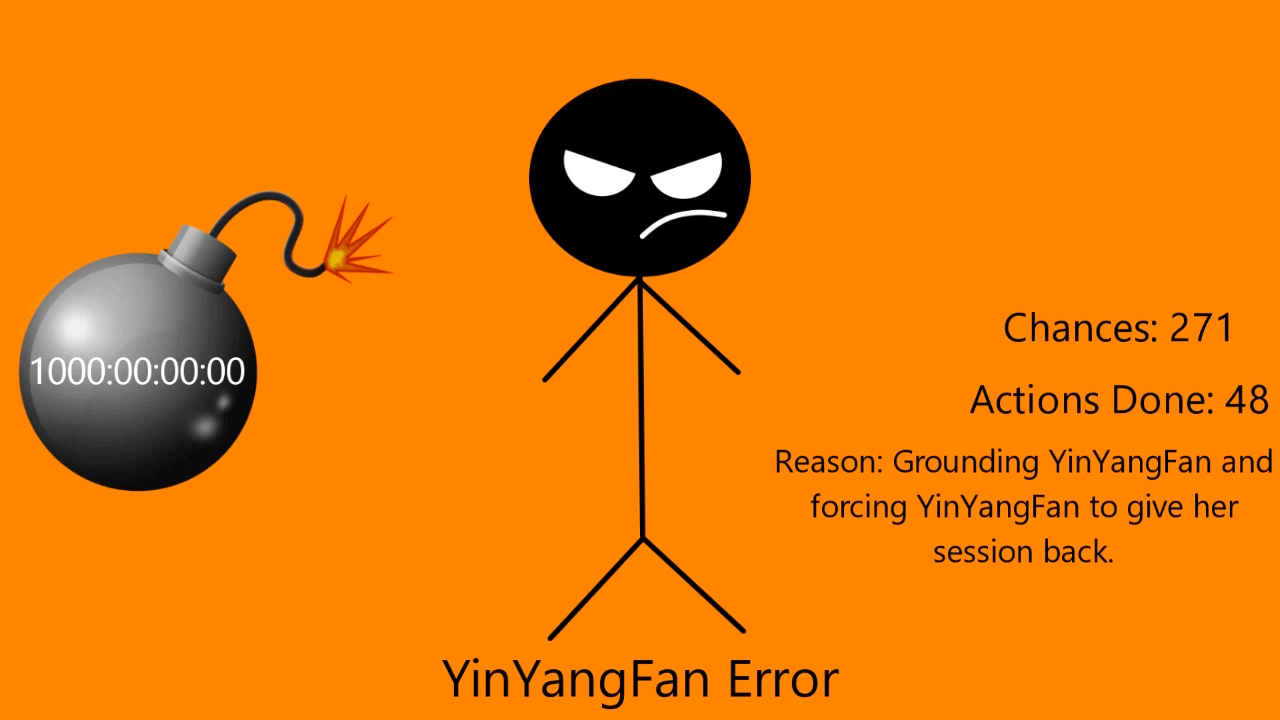 1000:00:00:00
Chances: 271
Actions Done: 48
Reason: Grounding YinYangFan and
forcing YinYangFan to give her
session back.
YinYangFan Error